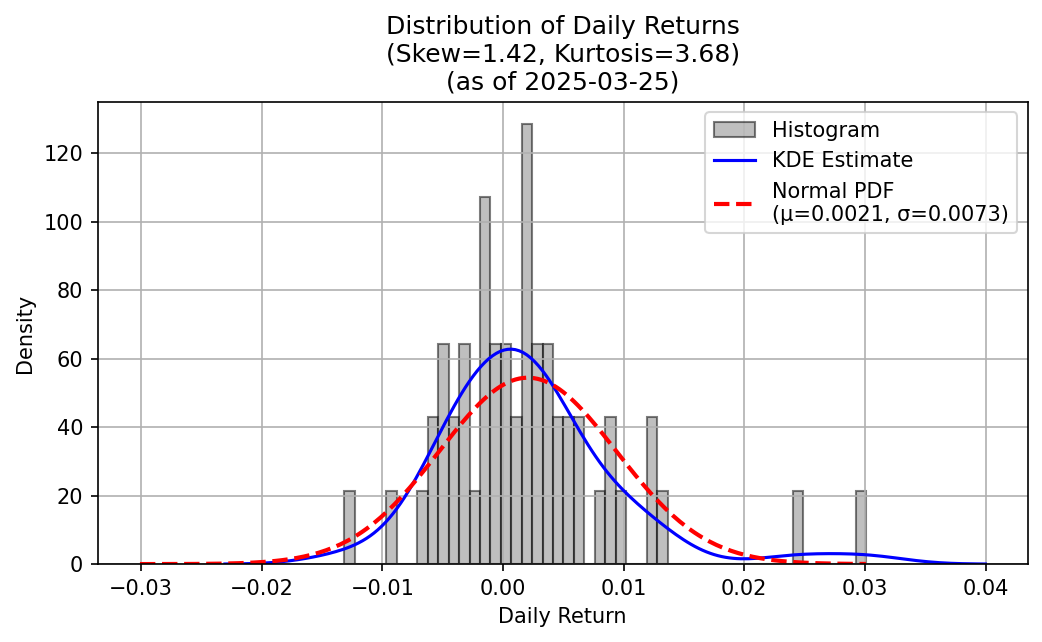 Distribution of Daily Returns
(Skew=1.42, Kurtosis=3.68)
(as of 2025-03-25)
Histogram
KDE Estimate
Normal PDF
(μ=0.0021, σ=0.0073)
Density
120
100
80
60
40
20
0
−0.03
−0.02
−0.01
0.00
0.01
0.02
0.03
0.04
Daily Return